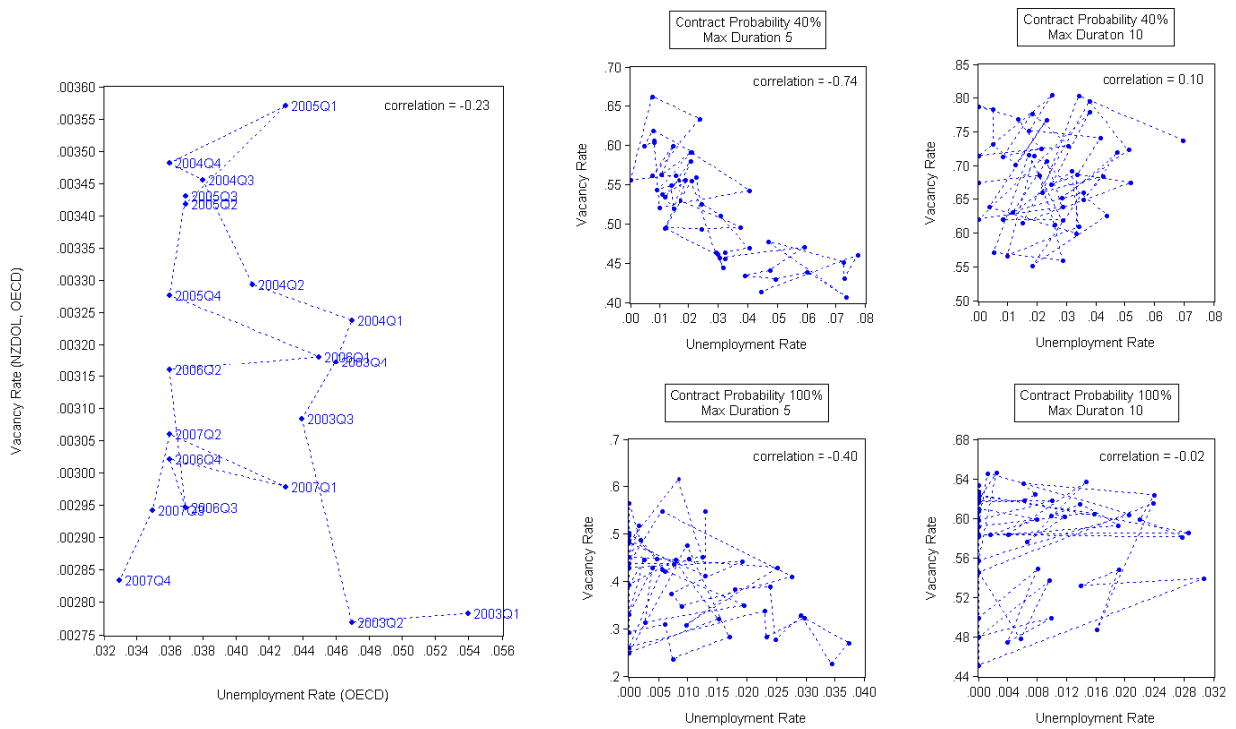 .00360
.00355
.00350
.00345
.00340
.00335
.00330
.00325
.00320
.00315
.00310
.00305
.00300
.00295
.00290
.00285
.00280
.00275
Vacancy Rate (NZDOL, OECD)
correlation = -0.23
2005Q1
2004Q4
2004Q3
2005Q3
2005Q2
2004Q2
2005Q4
2004Q1
2006Q1
2003Q4
2006Q2
2003Q3
2007Q2
2006Q4
2007Q1
2006Q3
2007Q3
2007Q4
2003Q1
2003Q2
.032 .034 .036 .038 .040 .042 .044 .046 .048 .050 .052 .054 .056
Unemployment Rate (OECD)
Contract Probability 40%
Max Duration 5
correlation = -0.74
.70
.65
.60
.55
.50
.45
.40
Vacancy Rate
.00 .01 .02 .03 .04 .05 .06 .07 .08
Unemployment Rate
Contract Probability 40%
Max Duraton 10
correlation = 0.10
.85
.80
.75
.70
.65
.60
.55
.50
Vacancy Rate
.00 .01 .02 .03 .04 .05 .06 .07 .08
Unemployment Rate
Contract Probability 100%
Max Duration 5
correlation = -0.40
.7
.6
.5
.4
.3
.2
Vacancy Rate
.000 .005 .010 .015 .020 .025 .030 .035 .040
Unemployment Rate
Contract Probability 100%
Max Duraton 10
correlation = -0.02
.68
.64
.60
.56
.52
.48
.44
Vacancy Rate
.000 .004 .008 .012 .016 .020 .024 .028 .032
Unemployment Rate